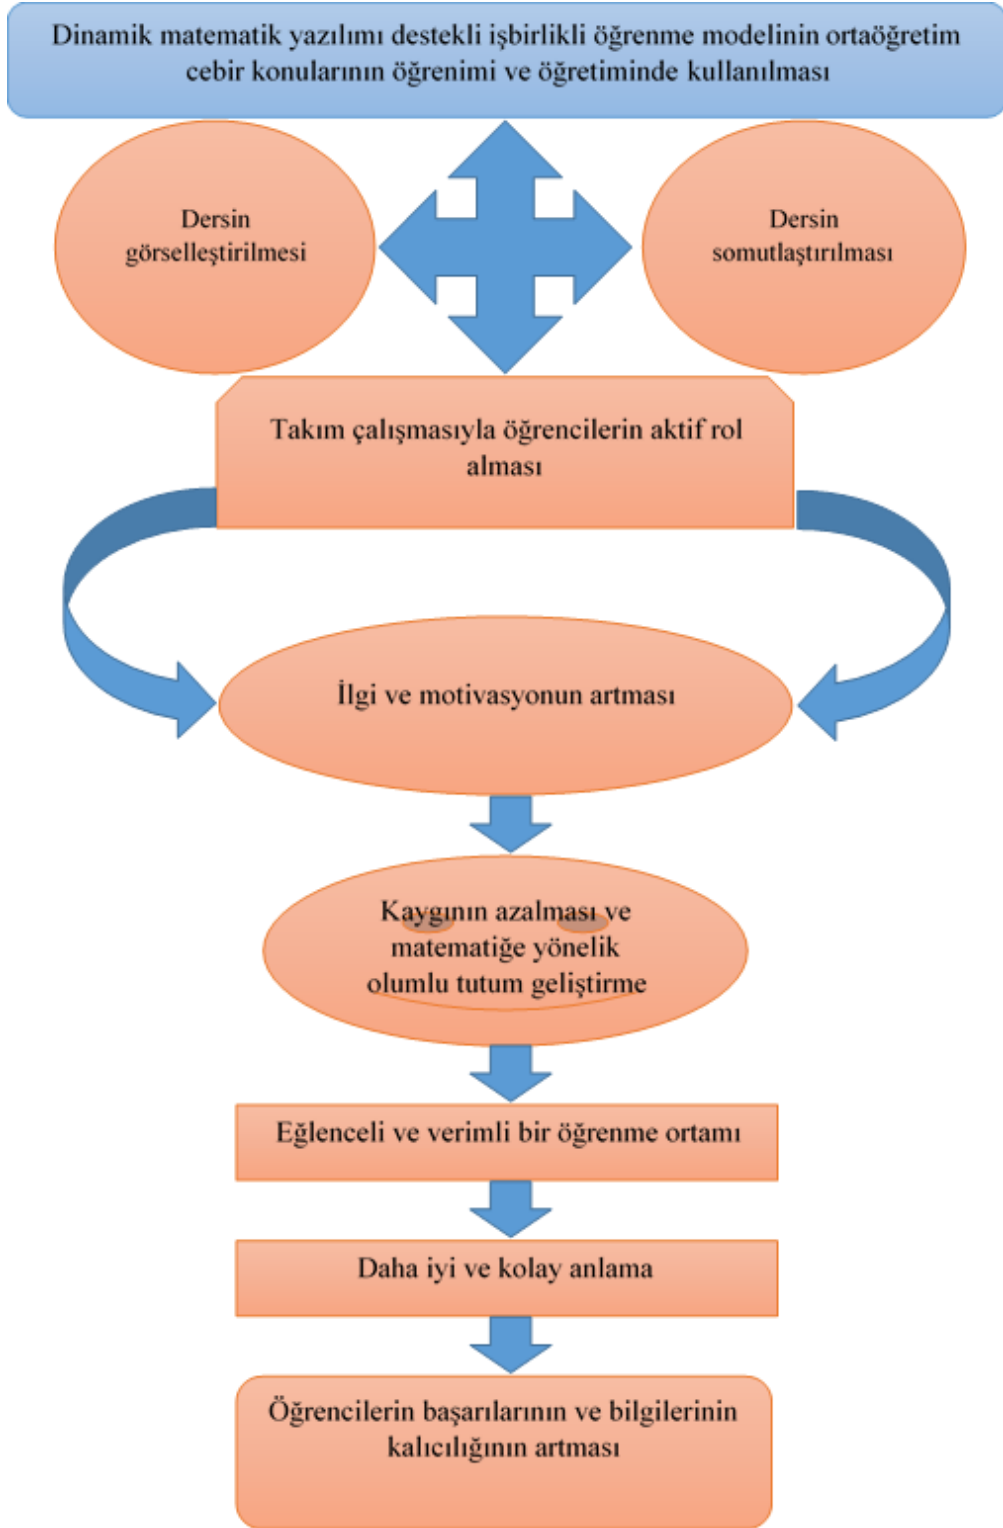 Dinamik matematik yazılımı destekli işbirlikli öğrenme modelinin ortaöğretim
cebir konularının öğrenimi ve öğretiminde kullanılması
Dersin
görselleştirilmesi
Dersin
somutlaştırılması
Takım çalışmasıyla öğrencilerin aktif rol
alması
İlgi ve motivasyonun artması
Kaygının azalması ve
matematiğe yönelik
olumlu tutum geliştirme
Eğlenceli ve verimli bir öğrenme ortamı
Daha iyi ve kolay anlama
Öğrencilerin başarılarının ve bilgilerinin
kalıcılığının artması